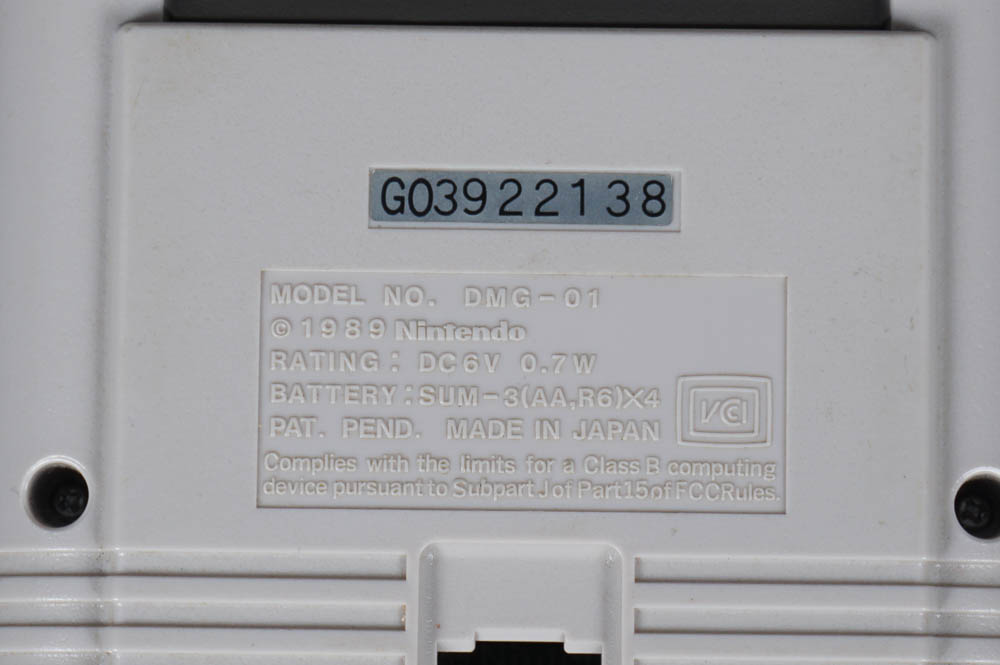 G03922138
MODEL NO. DMG-01
© 1989 Nintendo
RATING: DC6V 0.7W
BATTERY: SUM-3(AA,R6)×4
PAT. PEND. MADE IN JAPAN
VCCI
Complies with the limits for a Class B computing
device pursuant to Subpart J of Part 15 of FCC Rules.